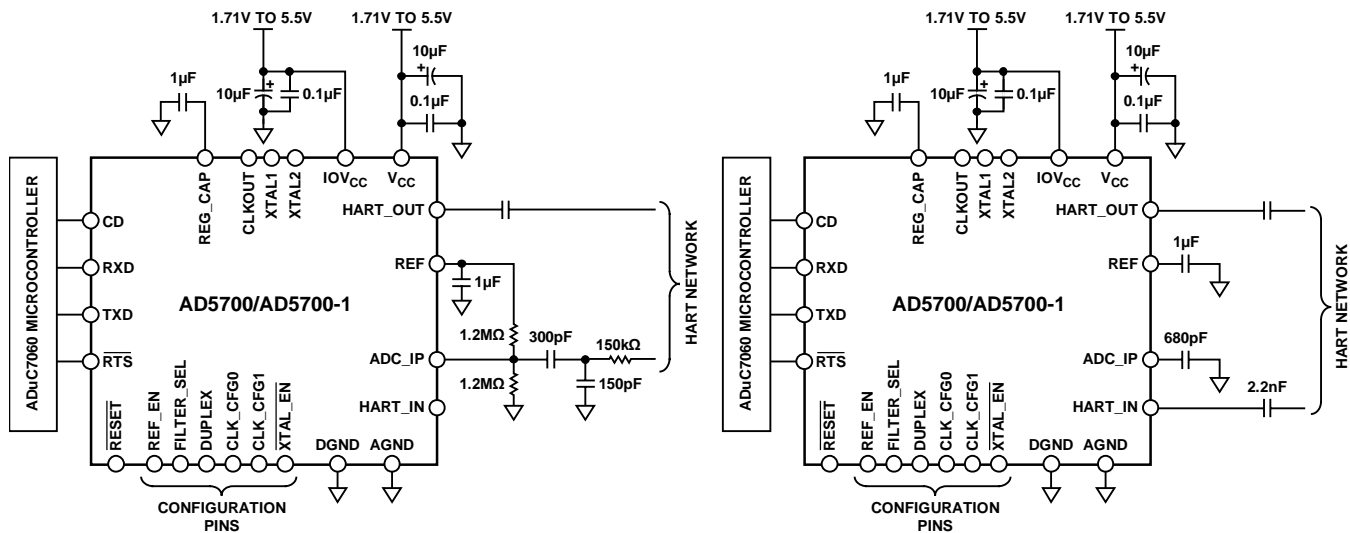 1.71V TO 5.5V
1.71V TO 5.5V
10µF
+
1µF
10µF
+
0.1µF
0.1µF
REG_CAP
CLKOUT
XTAL1
XTAL2
IOVCC
VCC
ADuC7060 MICROCONTROLLER
CD
RXD
TXD
RTS
AD5700/AD5700-1
HART_OUT
REF
1µF
1.2MΩ
ADC_IP
300pF
150kΩ
1.2MΩ
150pF
HART_IN
HART NETWORK
RESET
REF_EN
FILTER_SEL
DUPLEX
CLK_CFG0
CLK_CFG1
XTAL_EN
DGND
AGND
CONFIGURATION
PINS
1.71V TO 5.5V
1.71V TO 5.5V
10µF
+
1µF
10µF
+
0.1µF
0.1µF
REG_CAP
CLKOUT
XTAL1
XTAL2
IOVCC
VCC
ADuC7060 MICROCONTROLLER
CD
RXD
TXD
RTS
AD5700/AD5700-1
HART_OUT
REF
1µF
ADC_IP
680pF
HART_IN
2.2nF
HART NETWORK
RESET
REF_EN
FILTER_SEL
DUPLEX
CLK_CFG0
CLK_CFG1
XTAL_EN
DGND
AGND
CONFIGURATION
PINS